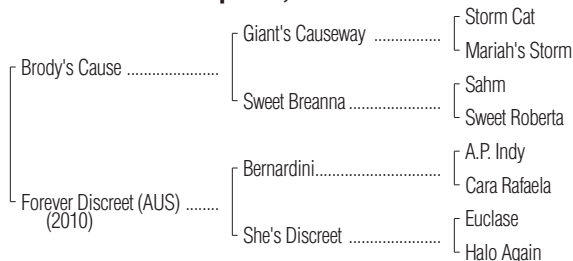 Storm Cat
Giant's Causeway ................
Mariah's Storm
Brody's Cause ......................
Sahm
Sweet Breanna ......................
Sweet Roberta
A.P. Indy
Bernardini..............................
Cara Rafaela
Forever Discreet (AUS) ........
(2010)
Euclase
She's Discreet ......................
Halo Again